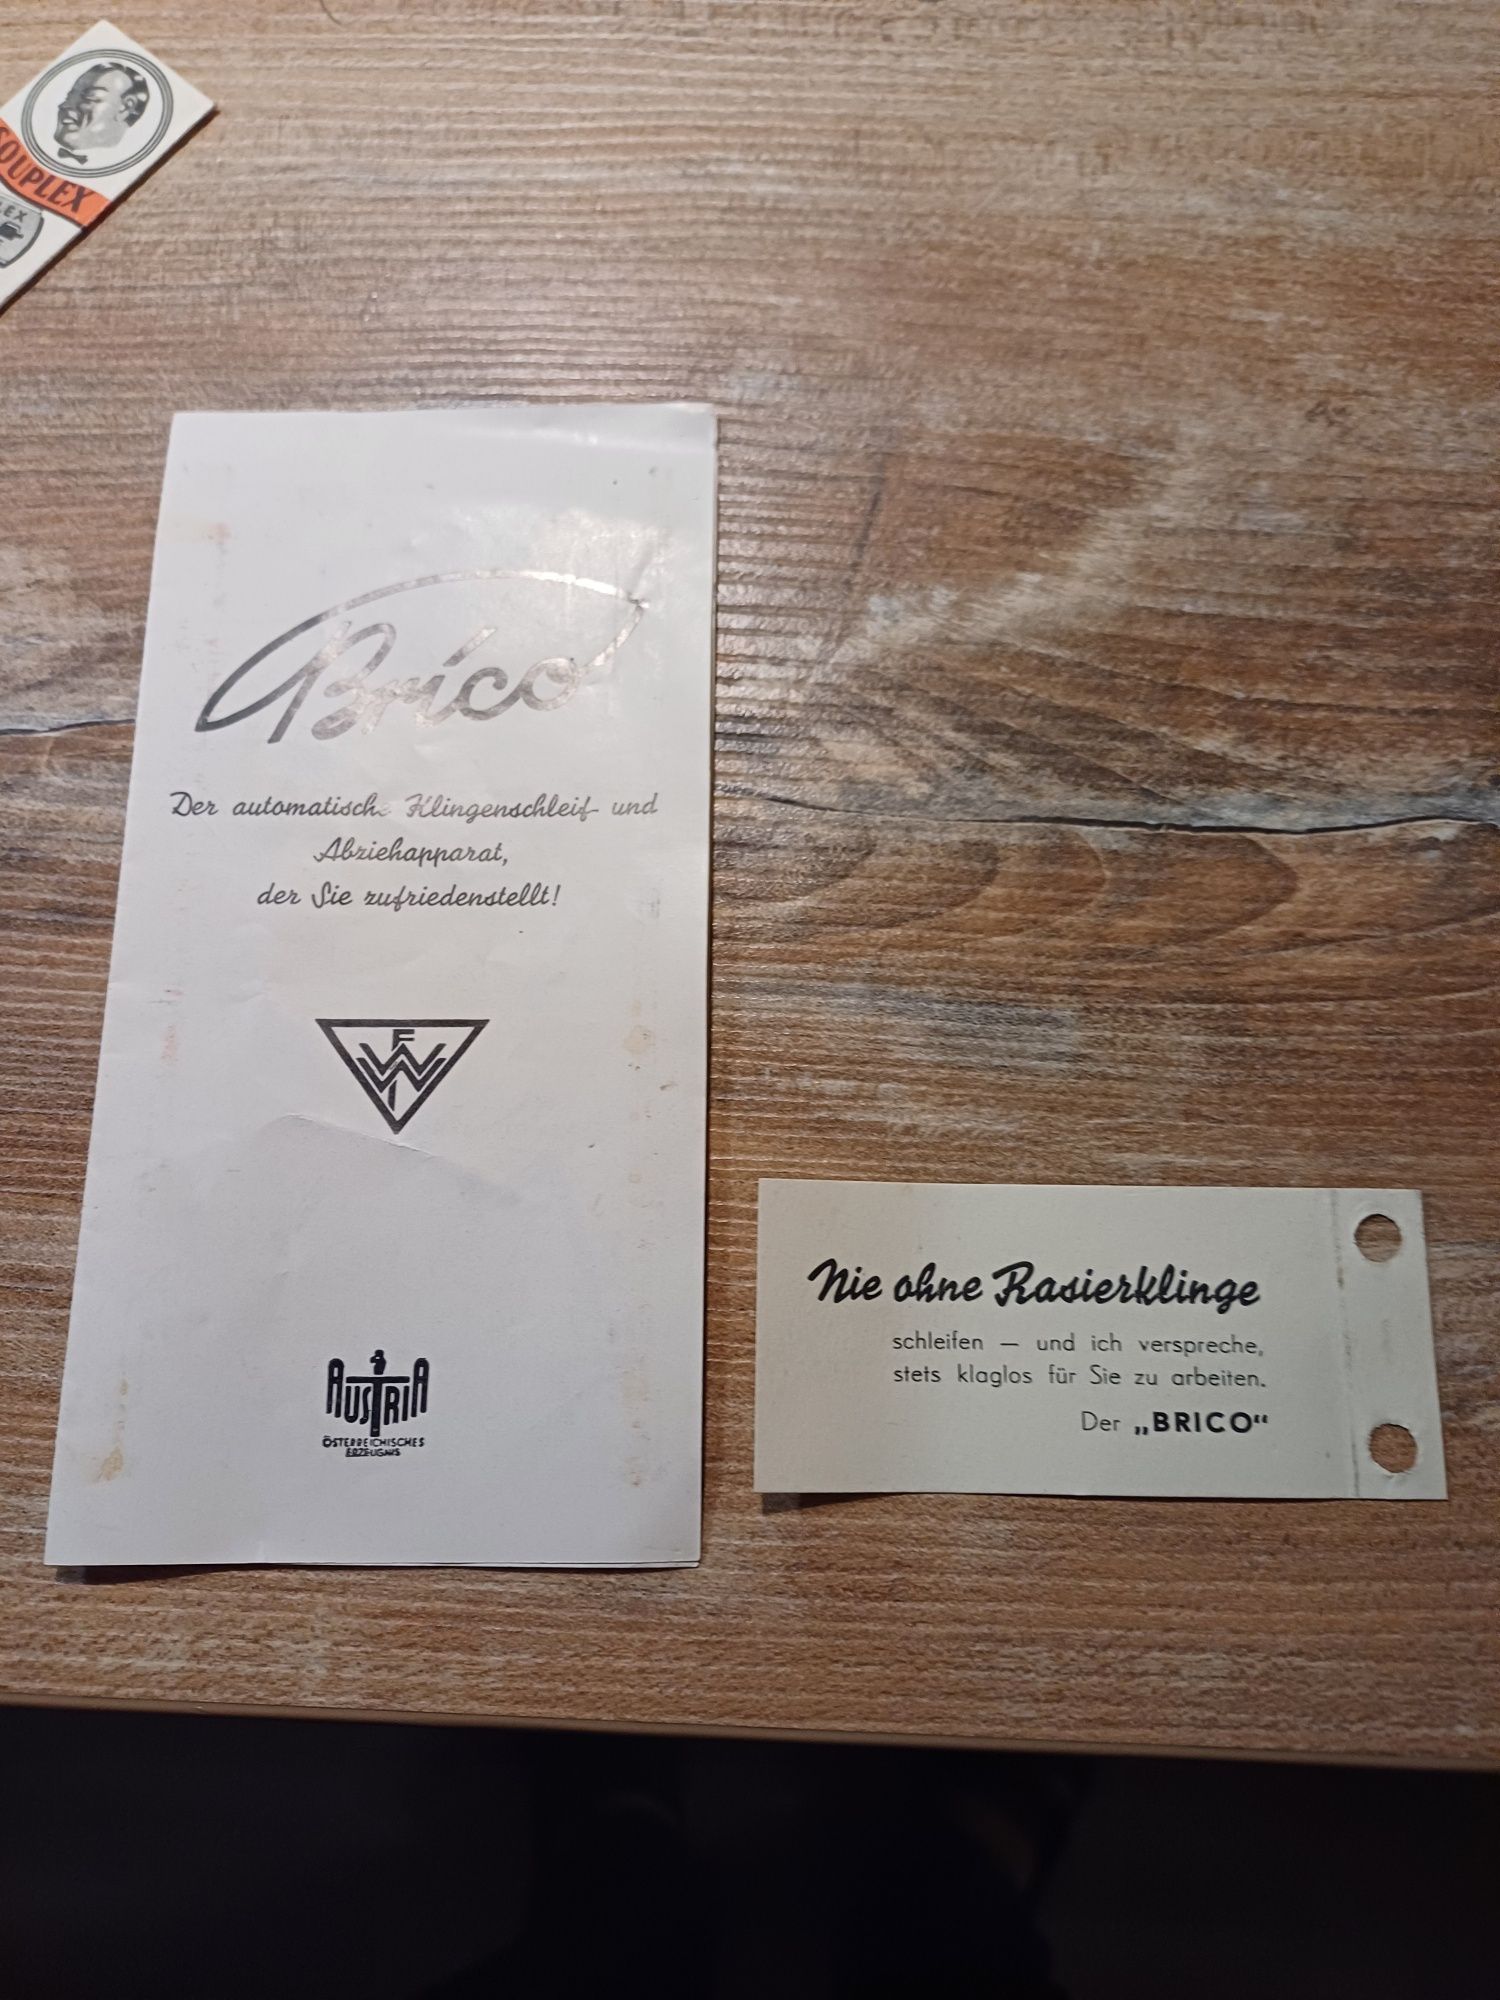 SOUPLEX
LEX
Brico
Der automatische Klingenschleif- und
Abziehapparat,
der Sie zufriedenstellt!
AUSTRIA
ÖSTERREICHISCHES
ERZEUGNIS
Nie ohne Rasierklinge
schleifen — und ich verspreche,
stets klaglos für Sie zu arbeiten.
Der „BRICO“